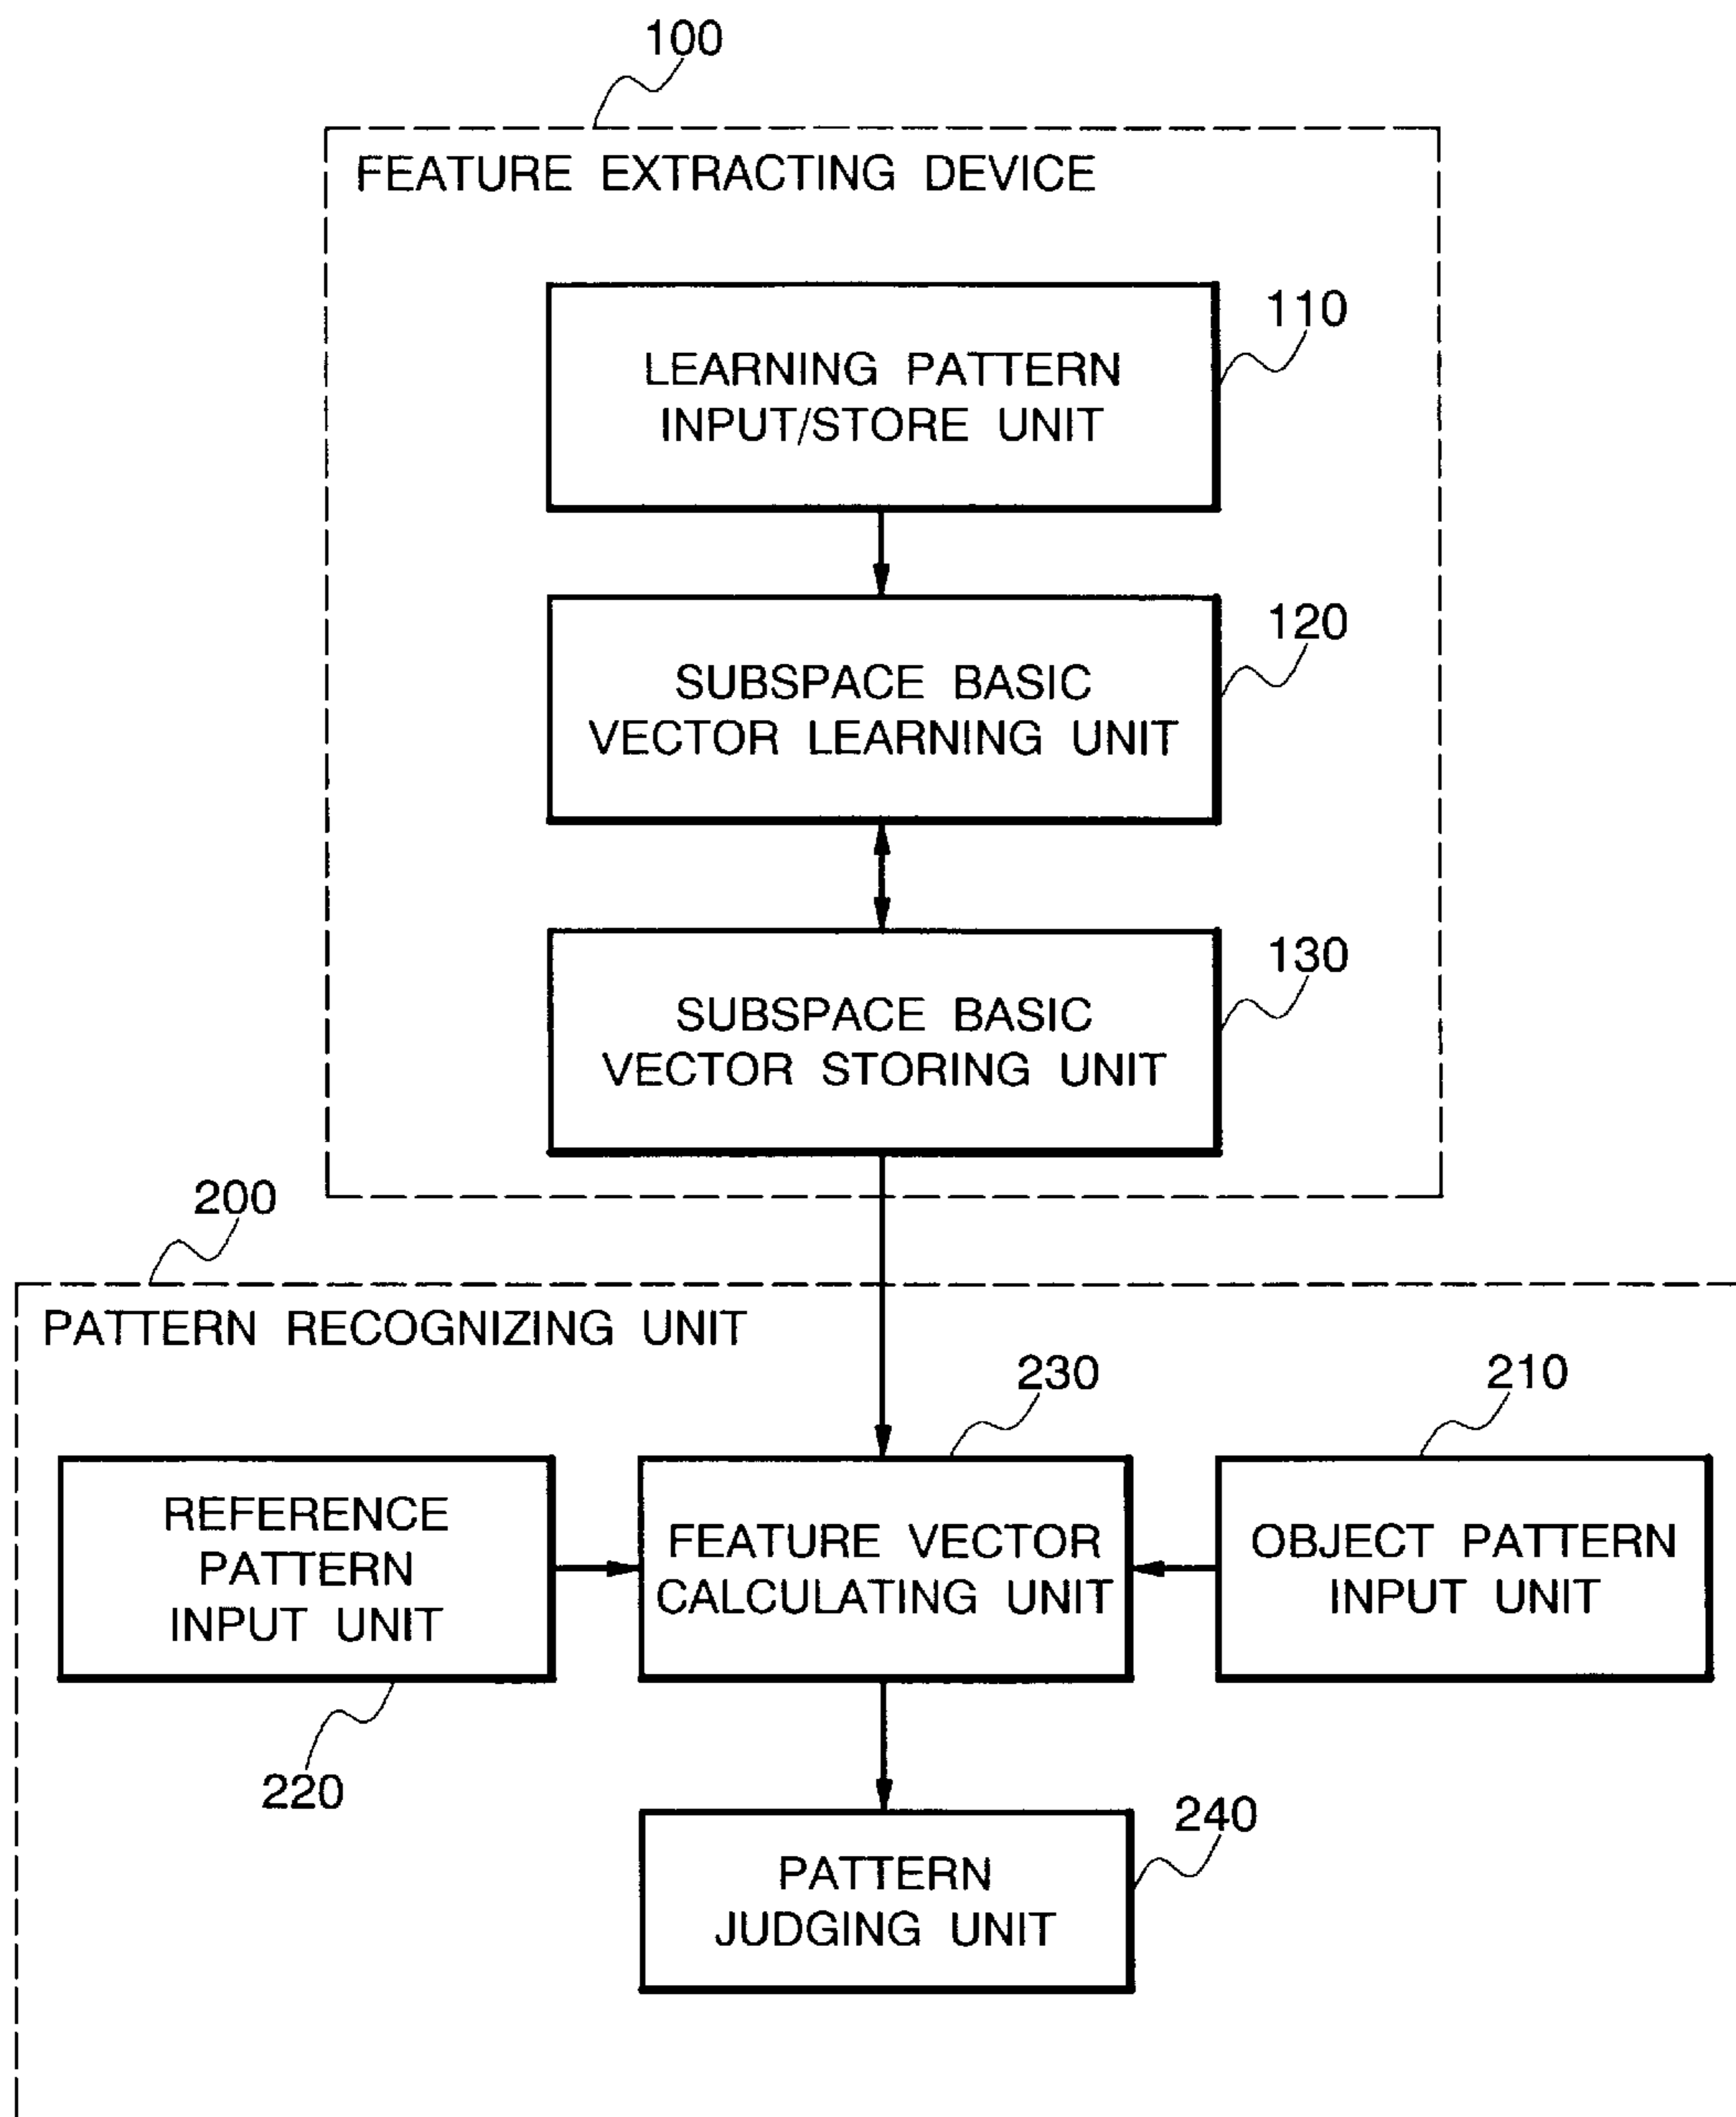 100
FEATURE EXTRACTING DEVICE
110
LEARNING PATTERN
INPUT/STORE UNIT
120
SUBSPACE BASIC
VECTOR LEARNING UNIT
130
SUBSPACE BASIC
VECTOR STORING UNIT
200
PATTERN RECOGNIZING UNIT
230
210
REFERENCE
PATTERN
INPUT UNIT
FEATURE VECTOR
CALCULATING UNIT
OBJECT PATTERN
INPUT UNIT
220
240
PATTERN
JUDGING UNIT